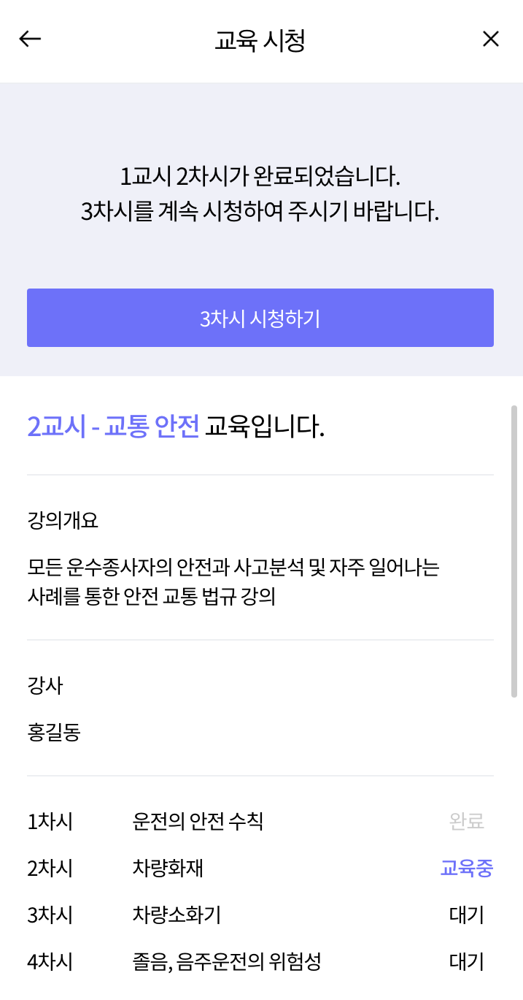 교육 시청
1교시 2차시가 완료되었습니다.
3차시를 계속 시청하여 주시기 바랍니다.
3차시 시청하기
2교시 - 교통 안전 교육입니다.
강의개요
모든 운수종사자의 안전과 사고분석 및 자주 일어나는
사례를 통한 안전 교통 법규 강의
강사
홍길동
1차시 운전의 안전 수칙 완료
2차시 차량화재 교육중
3차시 차량소화기 대기
4차시 졸음, 음주운전의 위험성 대기